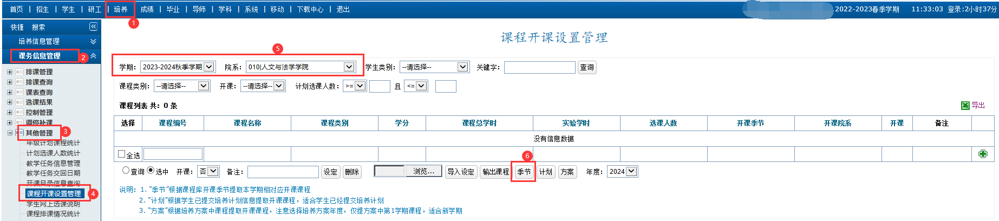 首页 | 招生 | 学生 | 研工 | 培养 | 成绩 | 毕业 | 导师 | 学科 | 系统 | 移动 | 下载中心 | 退出
2022-2023春季学期 11:33:03 登录:2小时37分
1
快捷 搜索
培养信息管理
课务信息管理
2
排课管理
排课查询
课表查询
选课结果
控制管理
调停补课
其他管理
3
年级计划课程统计
计划选课人数统计
教学任务信息管理
教学任务交回日期
开课目录信息查询
课程开课设置管理
4
学生网上选课说明
课程排课情况统计
课程开课设置管理
5
学期: 2023-2024秋季学期 院系: 010|人文与法学学院 学生类别: --请选择-- 关键字: 查询
课程类别: --请选择-- 开课: --请选择-- 计划选课人数: >= 且 <=
课程列表 共: 0 条
导出
选择 课程编号 课程名称 课程类别 学分 课程总学时 实验学时 选课人数 开课季节 开课院系 开课 备注
没有信息数据
全选
6
查询 选中 开课: 否 备注: 设定 删除 浏览... 导入设定 输出课程 季节 计划 方案 年度: 2024
说明: 1. “季节”根据课程库开课季节提取本学期相对应开课课程
2. “计划”根据学生已提交培养计划信息提取开课课程，适合学生已经提交培养计划
3. “方案”根据培养方案中课程提取开课课程，注意选择培养方案年度，仅提方案中第1学期课程，适合新学期